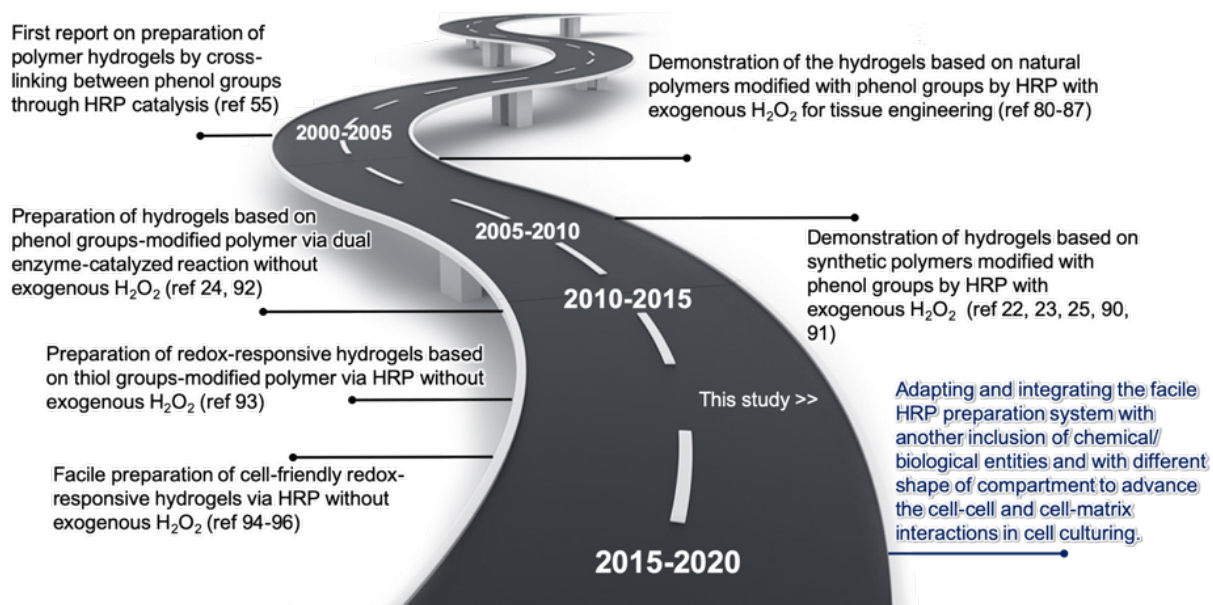 First report on preparation of
polymer hydrogels by cross-
linking between phenol groups
through HRP catalysis (ref 55)
Demonstration of the hydrogels based on natural
polymers modified with phenol groups by HRP with
exogenous H₂O₂ for tissue engineering (ref 80-87)
2000-2005
Preparation of hydrogels based on
phenol groups-modified polymer via dual
enzyme-catalyzed reaction without
exogenous H₂O₂ (ref 24, 92)
2005-2010
Demonstration of hydrogels based on
synthetic polymers modified with
phenol groups by HRP with
exogenous H₂O₂ (ref 22, 23, 25, 90,
91)
2010-2015
Preparation of redox-responsive hydrogels based
on thiol groups-modified polymer via HRP without
exogenous H₂O₂ (ref 93)
This study >>
Adapting and integrating the facile
HRP preparation system with
another inclusion of chemical/
biological entities and with different
shape of compartment to advance
the cell-cell and cell-matrix
interactions in cell culturing.
Facile preparation of cell-friendly redox-
responsive hydrogels via HRP without
exogenous H₂O₂ (ref 94-96)
2015-2020